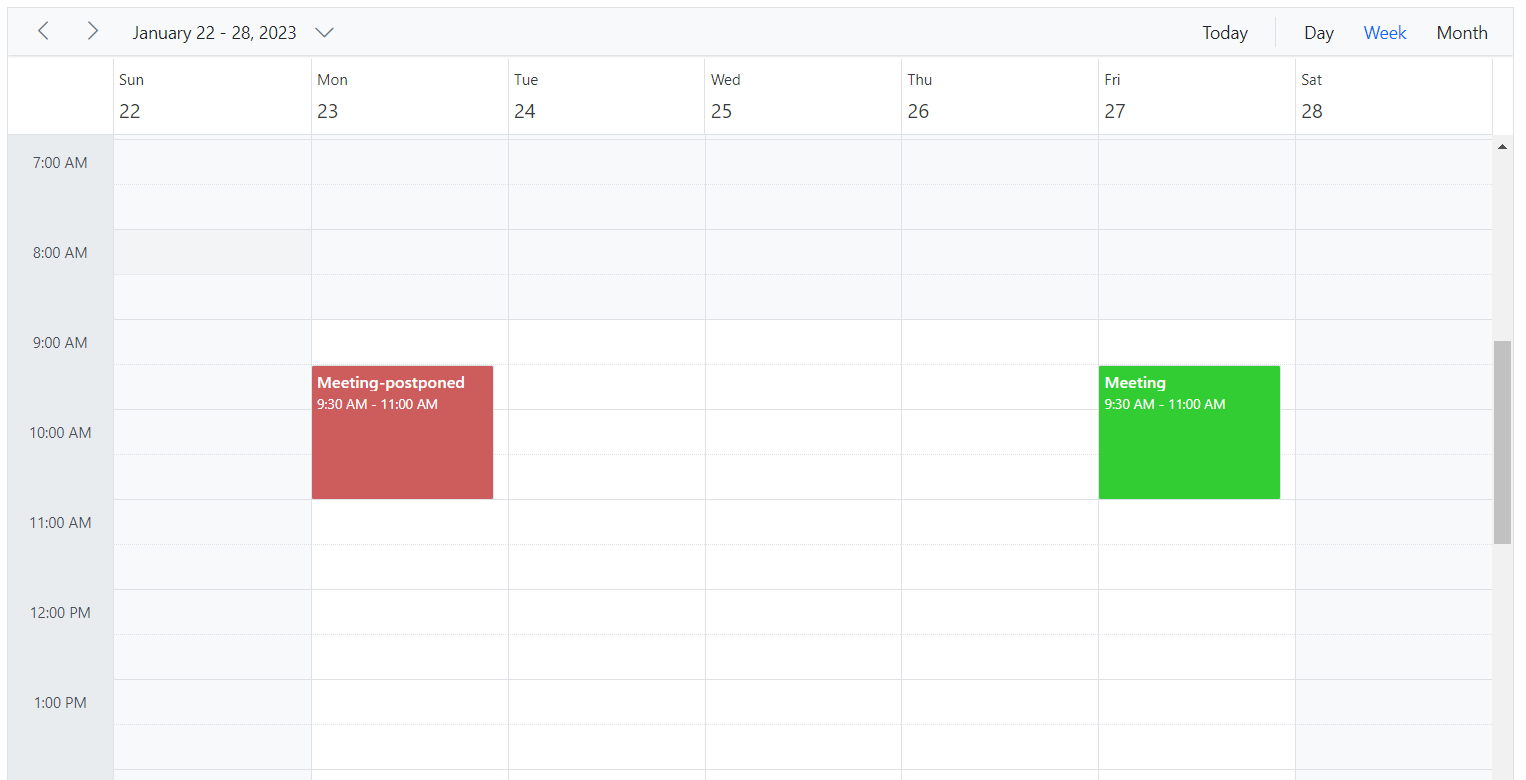 January 22 - 28, 2023
Today
Day
Week
Month
Sun
22
Mon
23
Tue
24
Wed
25
Thu
26
Fri
27
Sat
28
7:00 AM
8:00 AM
9:00 AM
Meeting-postponed
9:30 AM - 11:00 AM
Meeting
9:30 AM - 11:00 AM
10:00 AM
11:00 AM
12:00 PM
1:00 PM